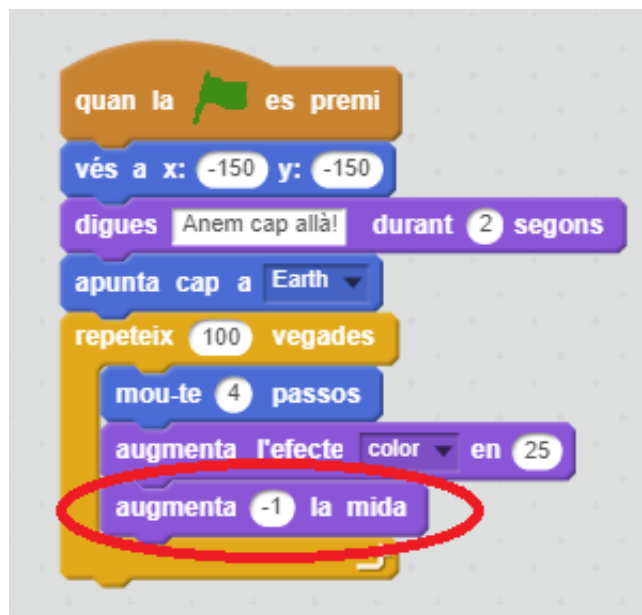 quan la es premi
vés a x: -150 y: -150
digues Anem cap allà! durant 2 segons
apunta cap a Earth
repeteix 100 vegades
mou-te 4 passos
augmenta l'efecte color en 25
augmenta -1 la mida